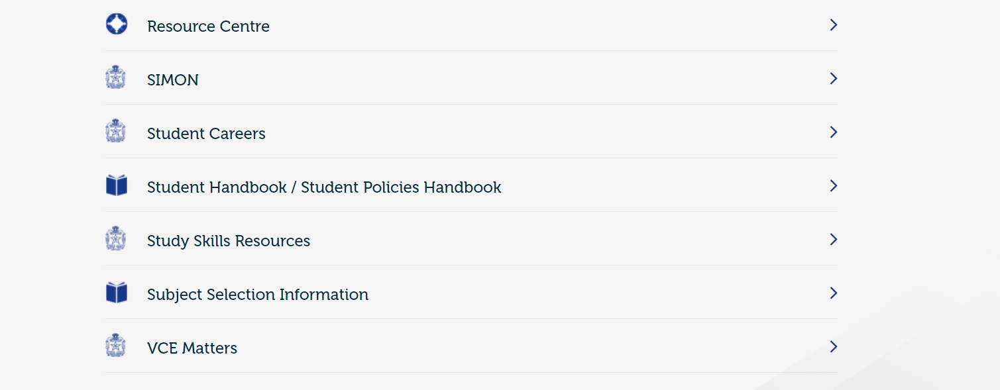 Resource Centre
SIMON
Student Careers
Student Handbook / Student Policies Handbook
Study Skills Resources
Subject Selection Information
VCE Matters